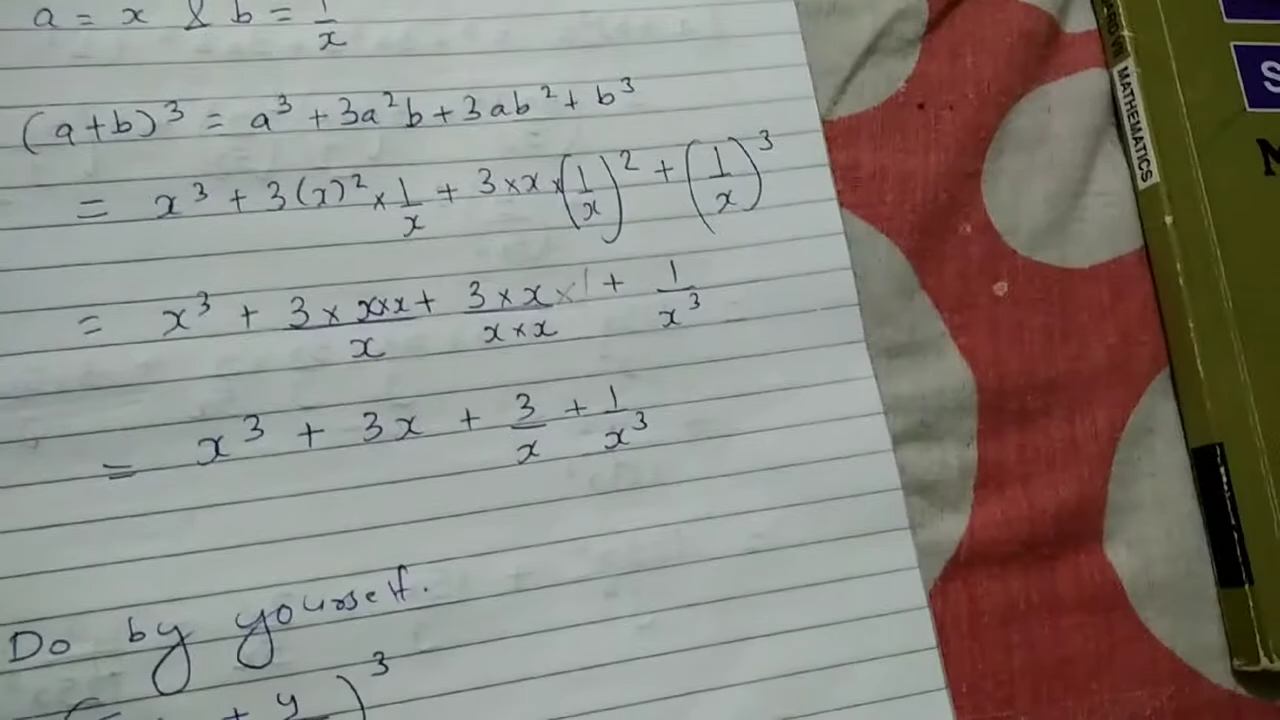 a = x & b = 1/x
(a+b)³ = a³ + 3a²b + 3ab² + b³
= x³ + 3(x)² × 1/x + 3 × x × (1/x)² + (1/x)³
= x³ + 3 × x×x/x + 3 × x × 1/x × x + 1/x³
= x³ + 3x + 3/x + 1/x³
Do by yourself.
+ y )³
MATHEMATICS
S